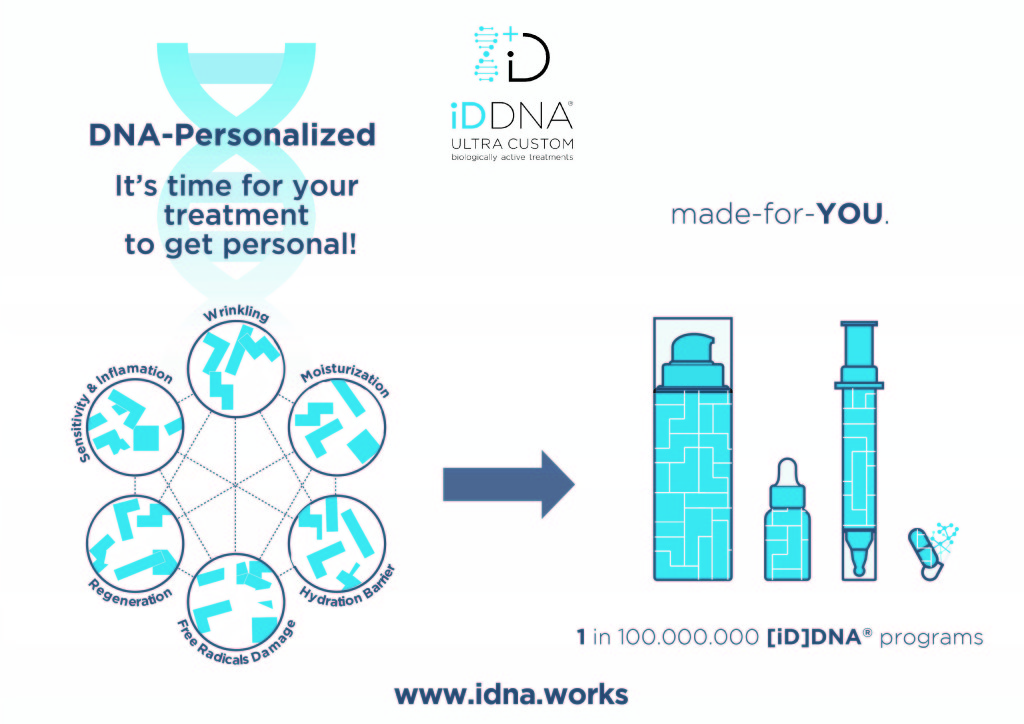 iD
iDDNA®
ULTRA CUSTOM
biologically active treatments
DNA-Personalized
It's time for your
treatment
to get personal!
made-for-YOU.
Wrinkling
Sensitivity & Inflamation
Moisturization
Regeneration
Hydration Barrier
Free Radicals Damage
1 in 100.000.000 [iD]DNA® programs
www.idna.works